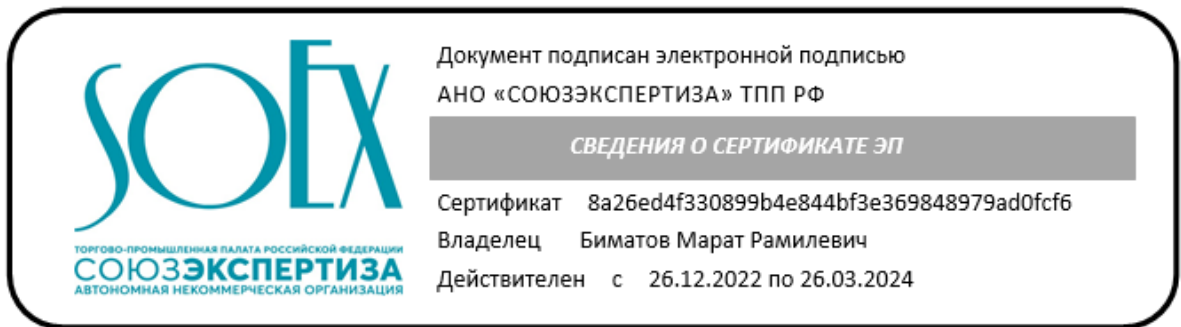 SOEX
ТОРГОВО-ПРОМЫШЛЕННАЯ ПАЛАТА РОССИЙСКОЙ ФЕДЕРАЦИИ
СОЮЗЭКСПЕРТИЗА
АВТОНОМНАЯ НЕКОММЕРЧЕСКАЯ ОРГАНИЗАЦИЯ
Документ подписан электронной подписью
АНО «СОЮЗЭКСПЕРТИЗА» ТПП РФ
СВЕДЕНИЯ О СЕРТИФИКАТЕ ЭП
Сертификат 8a26ed4f330899b4e844bf3e369848979ad0fcf6
Владелец Биматов Марат Рамилевич
Действителен с 26.12.2022 по 26.03.2024